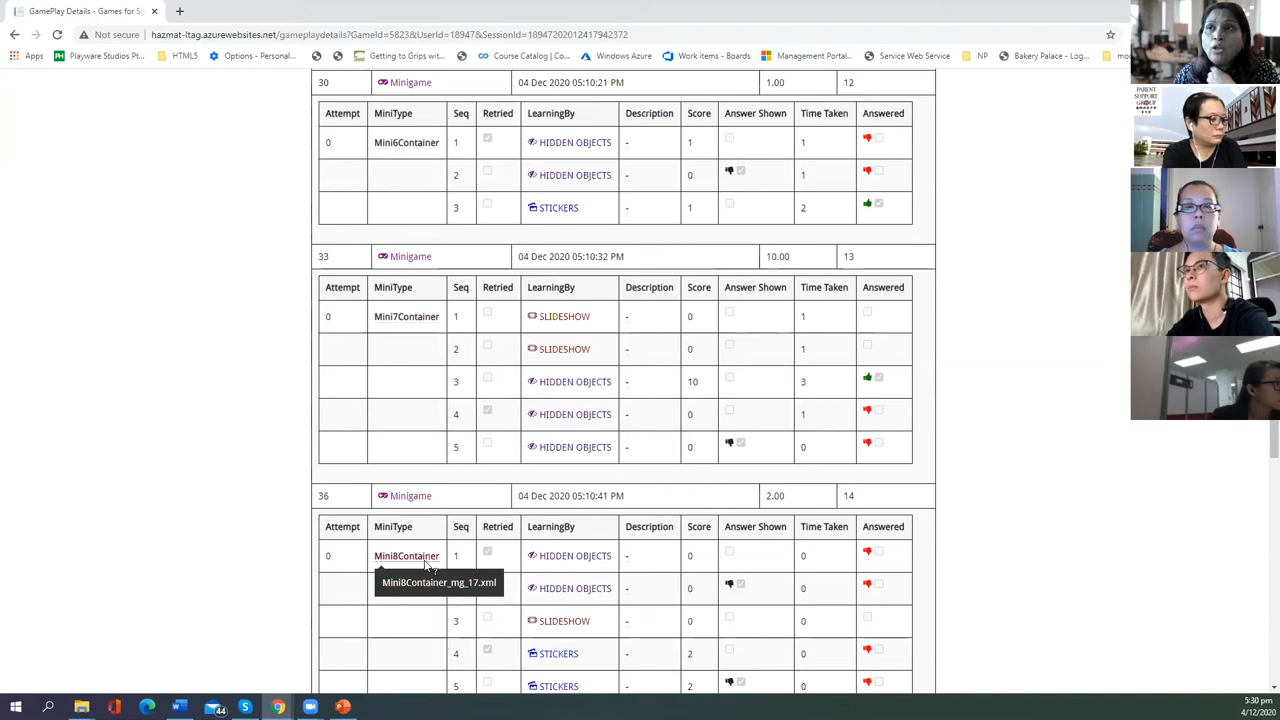 GamePlay Details - Games for Si
Not secure hazmat-ltag.azurewebsites.net/gameplaydetails?GameId=5823&UserId=18947&SessionId=18947202012417942372
Apps Playware Studios Pt... HTML5 Options - Personal... Getting to Know mi... Course Catalog | Co... Windows Azure Work items - Boards Management Portal... Service Web Service NP Bakery Palace - Log...
30 Minigame 04 Dec 2020 05:10:21 PM 1.00 12
Attempt MiniType Seq Retried LearningBy Description Score Answer Shown Time Taken Answered
0 Mini6Container 1 HIDDEN OBJECTS - 1 1
2 HIDDEN OBJECTS - 0 1
3 STICKERS - 1 2
33 Minigame 04 Dec 2020 05:10:32 PM 10.00 13
Attempt MiniType Seq Retried LearningBy Description Score Answer Shown Time Taken Answered
0 Mini7Container 1 SLIDESHOW - 0 1
2 SLIDESHOW - 0 1
3 HIDDEN OBJECTS - 10 3
4 HIDDEN OBJECTS - 0 1
5 HIDDEN OBJECTS - 0 0
36 Minigame 04 Dec 2020 05:10:41 PM 2.00 14
Attempt MiniType Seq Retried LearningBy Description Score Answer Shown Time Taken Answered
0 Mini8Container 1 HIDDEN OBJECTS - 0 0
Mini8Container_mg_17.xml
HIDDEN OBJECTS - 0 0
3 SLIDESHOW - 0 0
4 STICKERS - 2 0
5 STICKERS - 2 0
PARENT
SUPPORT
GROUP
44
5:30 pm
4/12/2020